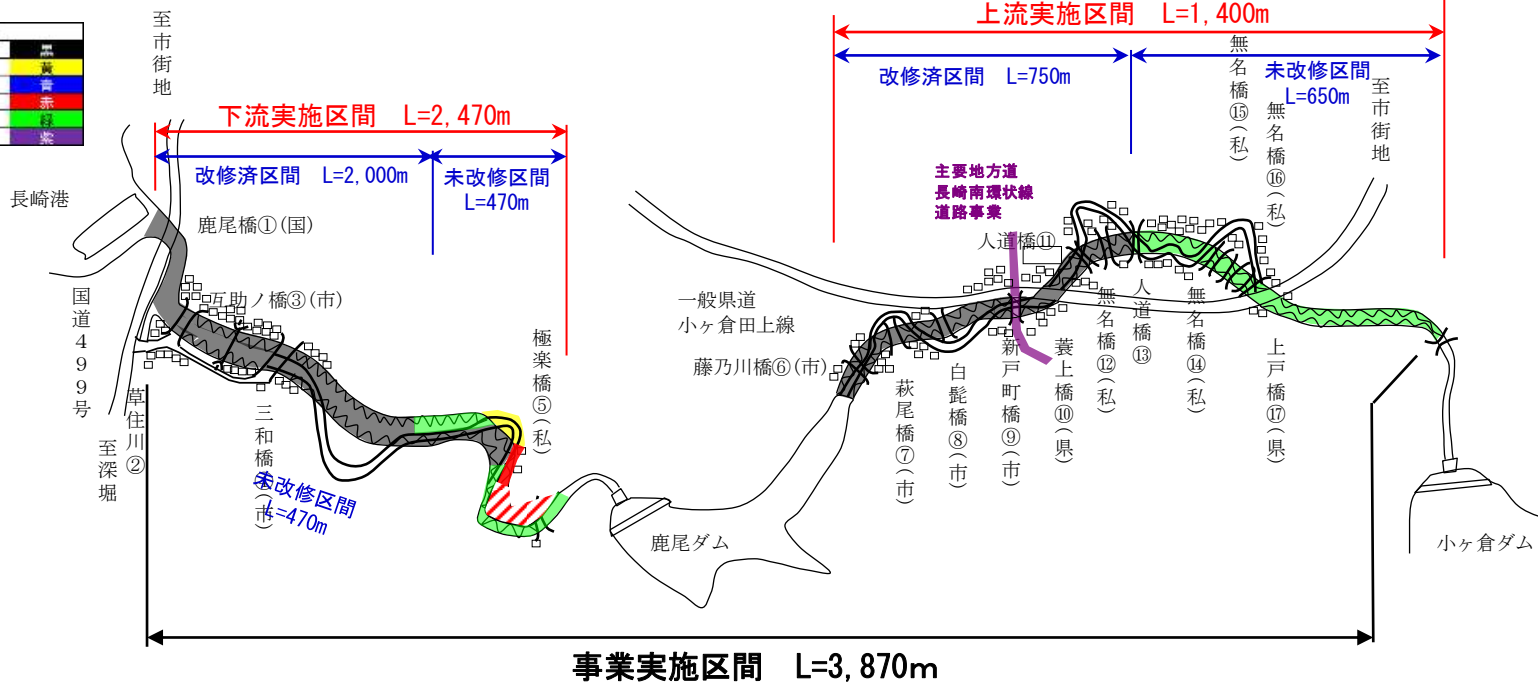 黒
黄
青
赤
緑
紫
至市街地
長崎港
下流実施区間 L=2,470m
改修済区間 L=2,000m
未改修区間
L=470m
鹿尾橋①(国)
互助ノ橋③(市)
国道499号
草住川②
至深堀
未改修区間
L=470m
極楽橋⑤(私)
鹿尾ダム
上流実施区間 L=1,400m
改修済区間 L=750m
未改修区間
L=650m
無名橋⑮(私)
無名橋⑯(私)
至市街地
主要地方道
長崎南環状線
道路事業
人道橋⑪
一般県道
小ヶ倉田上線
藤乃川橋⑥(市)
萩尾橋⑦(市)
白髭橋⑧(市)
新戸町橋⑨(市)
蓑上橋⑩(県)
無名橋⑫(私)
人道橋⑬
無名橋⑭(私)
上戸橋⑰(県)
小ヶ倉ダム
事業実施区間 L=3,870m